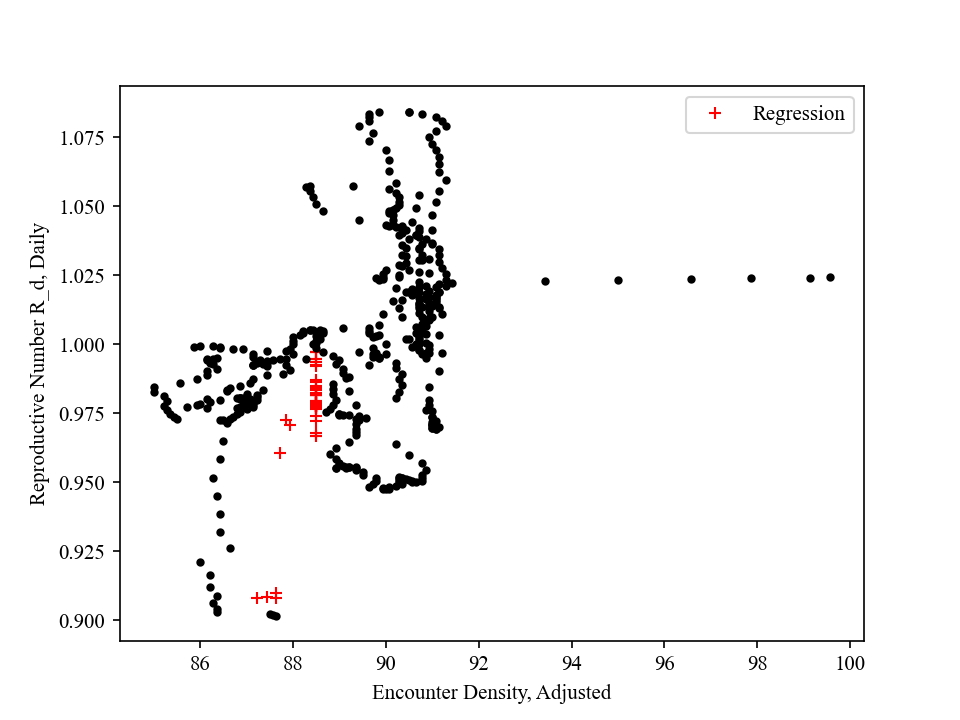 Regression
1.075
1.050
1.025
1.000
0.975
0.950
0.925
0.900
Reproductive Number R_d, Daily
86 88 90 92 94 96 98 100
Encounter Density, Adjusted